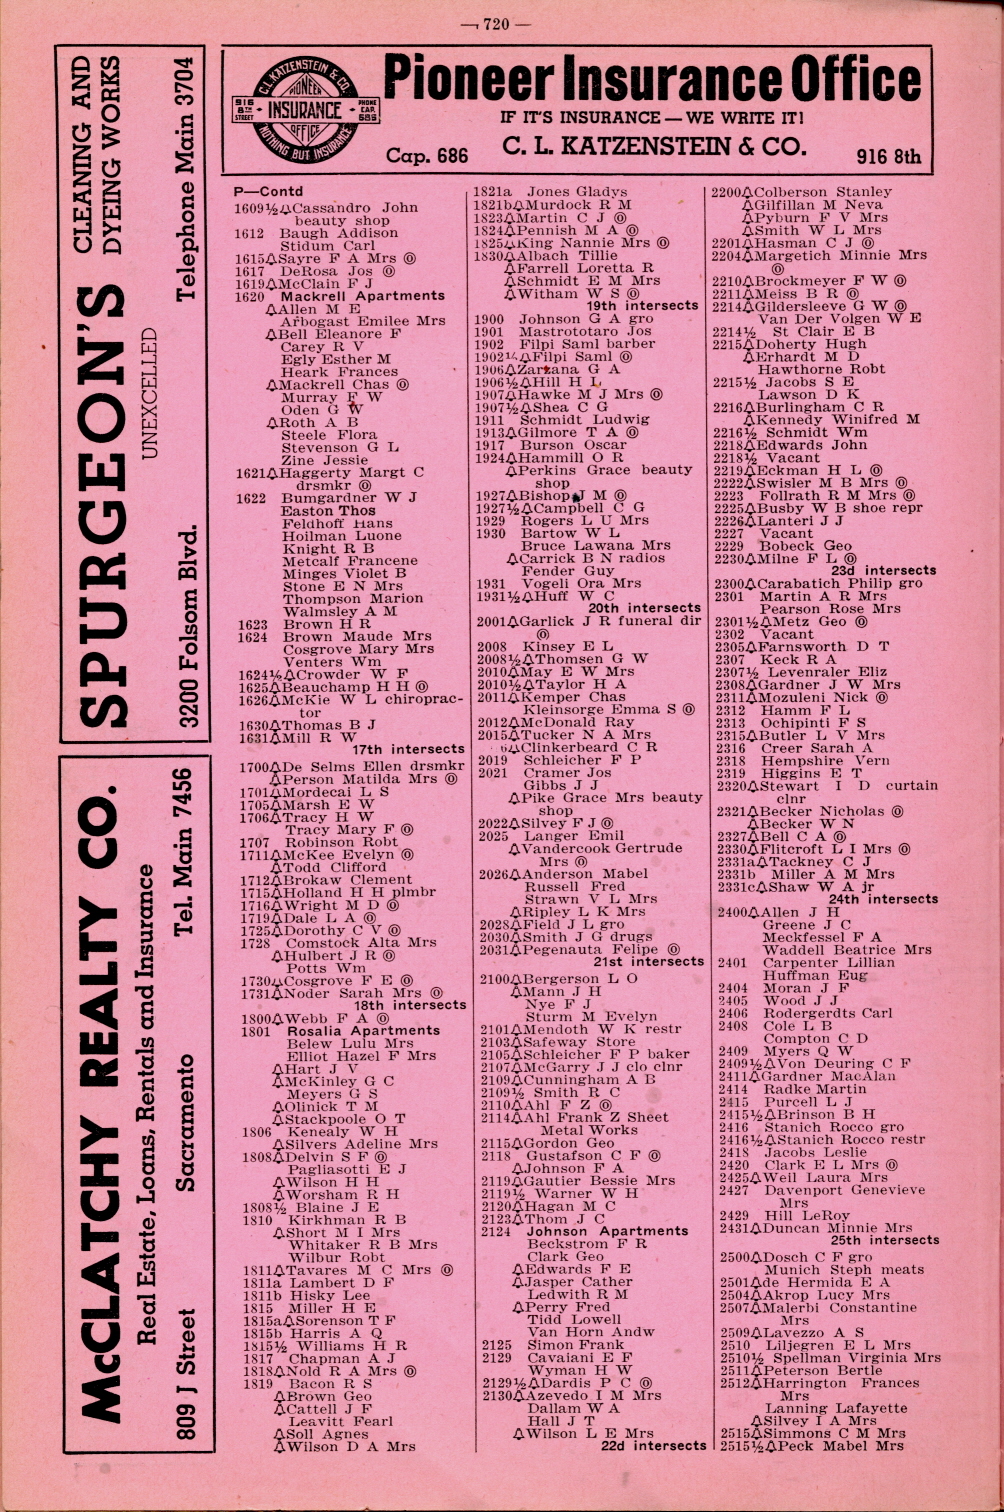 — 720 —
SPURGEON'S CLEANING AND
DYEING WORKS
UNEXCELLED
3200 Folsom Blvd. Telephone Main 3704
McCLATCHY REALTY CO.
Real Estate, Loans, Rentals and Insurance
809 J Street Sacramento Tel. Main 7456
C. L. KATZENSTEIN & CO.
PIONEER
916 8TH STREET INSURANCE PHONE CAP. 686
OFFICE
NOTHING BUT INSURANCE
Pioneer Insurance Office
IF IT'S INSURANCE — WE WRITE IT!
Cap. 686 C. L. KATZENSTEIN & CO. 916 8th
P—Contd
1609½ △Cassandro John
beauty shop
1612 Baugh Addison
Stidum Carl
1615△Sayre F A Mrs ⓞ
1617 DeRosa Jos ⓞ
1619△McClain F J
1620 Mackrell Apartments
△Allen M E
Arbogast Emilee Mrs
△Bell Eleanore F
Carey R V
Egly Esther M
Heark Frances
△Mackrell Chas ⓞ
Murray F W
Oden G W
△Roth A B
Steele Flora
Stevenson G L
Zine Jessie
1621△Haggerty Margt C
drsmkr ⓞ
1622 Bumgardner W J
Easton Thos
Feldhoff Hans
Hoilman Luone
Knight R B
Metcalf Francene
Minges Violet B
Stone E N Mrs
Thompson Marion
Walmsley A M
1623 Brown H R
1624 Brown Maude Mrs
Cosgrove Mary Mrs
Venters Wm
1624½△Crowder W F
1625△Beauchamp H H ⓞ
1626△McKie W L chiroprac-
tor
1630△Thomas B J
1631△Mill R W
17th intersects
1700△De Selms Ellen drsmkr
△Person Matilda Mrs ⓞ
1701△Mordecai L S
1705△Marsh E W
1706△Tracy H W
Tracy Mary F ⓞ
1707 Robinson Robt
1711△McKee Evelyn ⓞ
△Todd Clifford
1712△Brokaw Clement
1715△Holland H H plmbr
1716△Wright M D ⓞ
1719△Dale L A ⓞ
1725△Dorothy C V ⓞ
1728 Comstock Alta Mrs
△Hulbert J R ⓞ
Potts Wm
1730△Cosgrove F E ⓞ
1731△Noder Sarah Mrs ⓞ
18th intersects
1800△Webb F A ⓞ
1801 Rosalia Apartments
Belew Lulu Mrs
Elliot Hazel F Mrs
△Hart J V
△McKinley G C
Meyers G S
△Olinick T M
△Stackpoole O T
1806 Kenealy W H
△Silvers Adeline Mrs
1808△Delvin S F ⓞ
Pagliasotti E J
△Wilson H H
△Worsham R H
1808½ Blaine J E
1810 Kirkhman R B
△Short M I Mrs
Whitaker R B Mrs
Wilbur Robt
1811△Tavares M C Mrs ⓞ
1811a Lambert D F
1811b Hisky Lee
1815 Miller H E
1815a△Sorenson T F
1815b Harris A Q
1815½ Williams H R
1817 Chapman A J
1818△Nold R A Mrs ⓞ
1819 Bacon R S
△Brown Geo
△Cattell J F
Leavitt Fearl
△Soll Agnes
△Wilson D A Mrs
1821a Jones Gladys
1821b△Murdock R M
1823△Martin C J ⓞ
1824△Pennish M A ⓞ
1825△King Nannie Mrs ⓞ
1830△Albach Tillie
△Farrell Loretta R
△Schmidt E M Mrs
△Witham W S ⓞ
19th intersects
1900 Johnson G A gro
1901 Mastrototaro Jos
1902 Filpi Saml barber
1902¼△Filpi Saml ⓞ
1906△Zarzana G A
1906½△Hill H L
1907△Hawke M J Mrs ⓞ
1907½△Shea C G
1911 Schmidt Ludwig
1913△Gilmore T A ⓞ
1917 Burson Oscar
1924△Hammill O R
△Perkins Grace beauty
shop
1927△Bishop J M ⓞ
1927½△Campbell C G
1929 Rogers L U Mrs
1930 Bartow W L
Bruce Lawana Mrs
△Carrick B N radios
Fender Guy
1931 Vogeli Ora Mrs
1931½△Huff W C
20th intersects
2001△Garlick J R funeral dir
ⓞ
2008 Kinsey E L
2008½△Thomsen G W
2010△May E W Mrs
2010½△Taylor H A
2011△Kemper Chas
Kleinsorge Emma S ⓞ
2012△McDonald Ray
2015△Tucker N A Mrs
△Clinkerbeard C R
2019 Schleicher F P
2021 Cramer Jos
Gibbs J J
△Pike Grace Mrs beauty
shop
2022△Silvey F J ⓞ
2025 Langer Emil
△Vandercook Gertrude
Mrs ⓞ
2026△Anderson Mabel
Russell Fred
Strawn V L Mrs
△Ripley L K Mrs
2028△Field J L gro
2030△Smith J G drugs
2031△Pegenauta Felipe ⓞ
21st intersects
2100△Bergerson L O
△Mann J H
Nye F J
Sturm M Evelyn
2101△Mendoth W K restr
2103△Safeway Store
2105△Schleicher F P baker
2107△McGarry J J clo clnr
2109△Cunningham A B
2109½ Smith R C
2110△Ahl F Z ⓞ
2114△Ahl Frank Z Sheet
Metal Works
2115△Gordon Geo
2118 Gustafson C F ⓞ
△Johnson F A
2119△Gautier Bessie Mrs
2119½ Warner W H
2120△Hagan M C
2123△Thom J C
2124 Johnson Apartments
Beckstrom F R
Clark Geo
△Edwards F E
△Jasper Cather
Ledwith R M
△Perry Fred
Tidd Lowell
Van Horn Andw
2125 Simon Frank
2129 Cavaiani E F
Wyman H W
2129½△Dardis P C ⓞ
2130△Azevedo I M Mrs
Dallam W A
Hall J T
△Wilson L E Mrs
22d intersects
2200△Colberson Stanley
△Gilfillan M Neva
△Pyburn F V Mrs
△Smith W L Mrs
2201△Hasman C J ⓞ
2204△Margetich Minnie Mrs
ⓞ
2210△Brockmeyer F W ⓞ
2211△Meiss B R ⓞ
2214△Gildersleeve G W ⓞ
Van Der Volgen W E
2214½ St Clair E B
2215△Doherty Hugh
△Erhardt M D
Hawthorne Robt
2215½ Jacobs S E
Lawson D K
2216△Burlingham C R
△Kennedy Winifred M
2216½ Schmidt Wm
2218△Edwards John
2218½ Vacant
2219△Eckman H L ⓞ
2222△Swisler M B Mrs ⓞ
2223 Follrath R M Mrs ⓞ
2225△Busby W B shoe repr
2226△Lanteri J J
2227 Vacant
2229 Bobeck Geo
2230△Milne F L ⓞ
23d intersects
2300△Carabatich Philip gro
2301 Martin A R Mrs
Pearson Rose Mrs
2301½△Metz Geo ⓞ
2302 Vacant
2305△Farnsworth D T
2307 Keck R A
2307½ Levenraler Eliz
2308△Gardner J W Mrs
2311△Mozuleni Nick ⓞ
2312 Hamm F L
2313 Ochipinti F S
2315△Butler L V Mrs
2316 Creer Sarah A
2318 Hempshire Vern
2319 Higgins E T
2320△Stewart I D curtain
clnr
2321△Becker Nicholas ⓞ
△Becker W N
2327△Bell C A ⓞ
2330△Flitcroft L I Mrs ⓞ
2331a△Tackney C J
2331b Miller A M Mrs
2331c△Shaw W A jr
24th intersects
2400△Allen J H
Greene J C
Meckfessel F A
Waddell Beatrice Mrs
2401 Carpenter Lillian
Huffman Eug
2404 Moran J F
2405 Wood J J
2406 Rodergerdts Carl
2408 Cole L B
Compton C D
2409 Myers Q W
2409½△Von Deuring C F
2411△Gardner MacAlan
2414 Radke Martin
2415 Purcell L J
2415½△Brinson B H
2416 Stanich Rocco gro
2416½△Stanich Rocco restr
2418 Jacobs Leslie
2420 Clark E L Mrs ⓞ
2425△Weil Laura Mrs
2427 Davenport Genevieve
Mrs
2429 Hill LeRoy
2431△Duncan Minnie Mrs
25th intersects
2500△Dosch C F gro
Munich Steph meats
2501△de Hermida E A
2504△Akrop Lucy Mrs
2507△Malerbi Constantine
Mrs
2509△Lavezzo A S
2510 Liljegren E L Mrs
2510½ Spellman Virginia Mrs
2511△Peterson Bertle
2512△Harrington Frances
Mrs
Lanning Lafayette
△Silvey I A Mrs
2515△Simmons C M Mrs
2515½△Peck Mabel Mrs